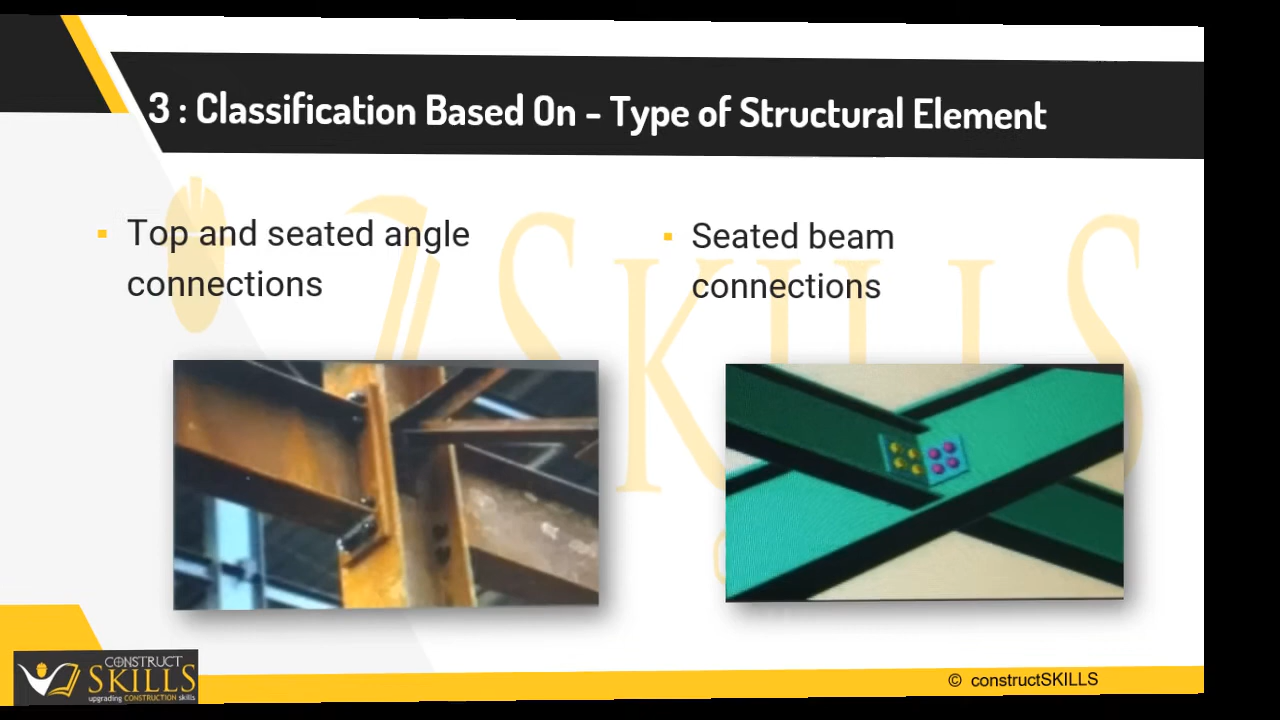 3 : Classification Based On - Type of Structural Element
Top and seated angle
connections
Seated beam
connections
SKILLS
CONSTRUCT
SKILLS
upgrading CONSTRUCTION skills
© constructSKILLS